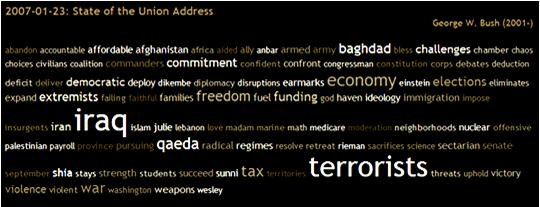 2007-01-23: State of the Union Address
George W. Bush (2001-)
abandon accountable affordable afghanistan africa aided ally anbar armed army baghdad bless challenges chamber chaos
choices civilians coalition commanders commitment confident confront congressman constitution corps debates deduction
deficit deliver democratic deploy dikembe diplomacy disruptions earmarks economy einstein elections eliminates
expand extremists failing faithful families freedom fuel funding god haven ideology immigration impose
insurgents iran iraq islam julie lebanon love madam marine math medicare moderation neighborhoods nuclear offensive
palestinian payroll province pursuing qaeda radical regimes resolve retreat rieman sacrifices science sectarian senate
september shia stays strength students succeed sunni tax territories terrorists threats uphold victory
violence violent war washington weapons wesley